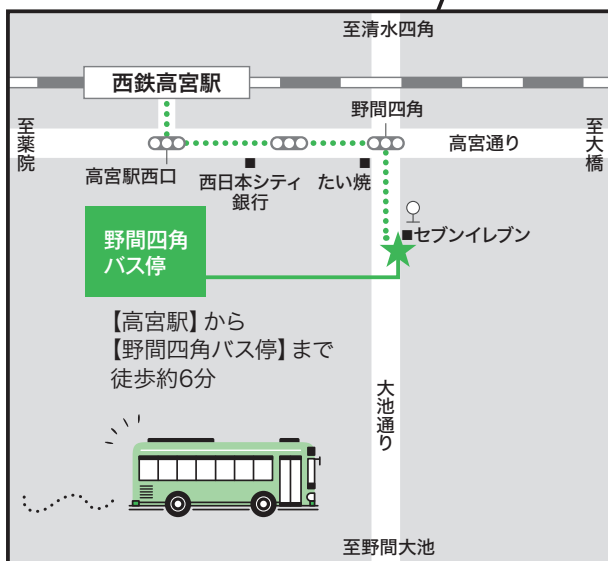 至清水四角
西鉄高宮駅
野間四角
至薬院
高宮通り
至大橋
高宮駅西口
西日本シティ
銀行
たい焼
野間四角
バス停
セブンイレブン
【高宮駅】から
【野間四角バス停】まで
徒歩約6分
大池通り
至野間大池